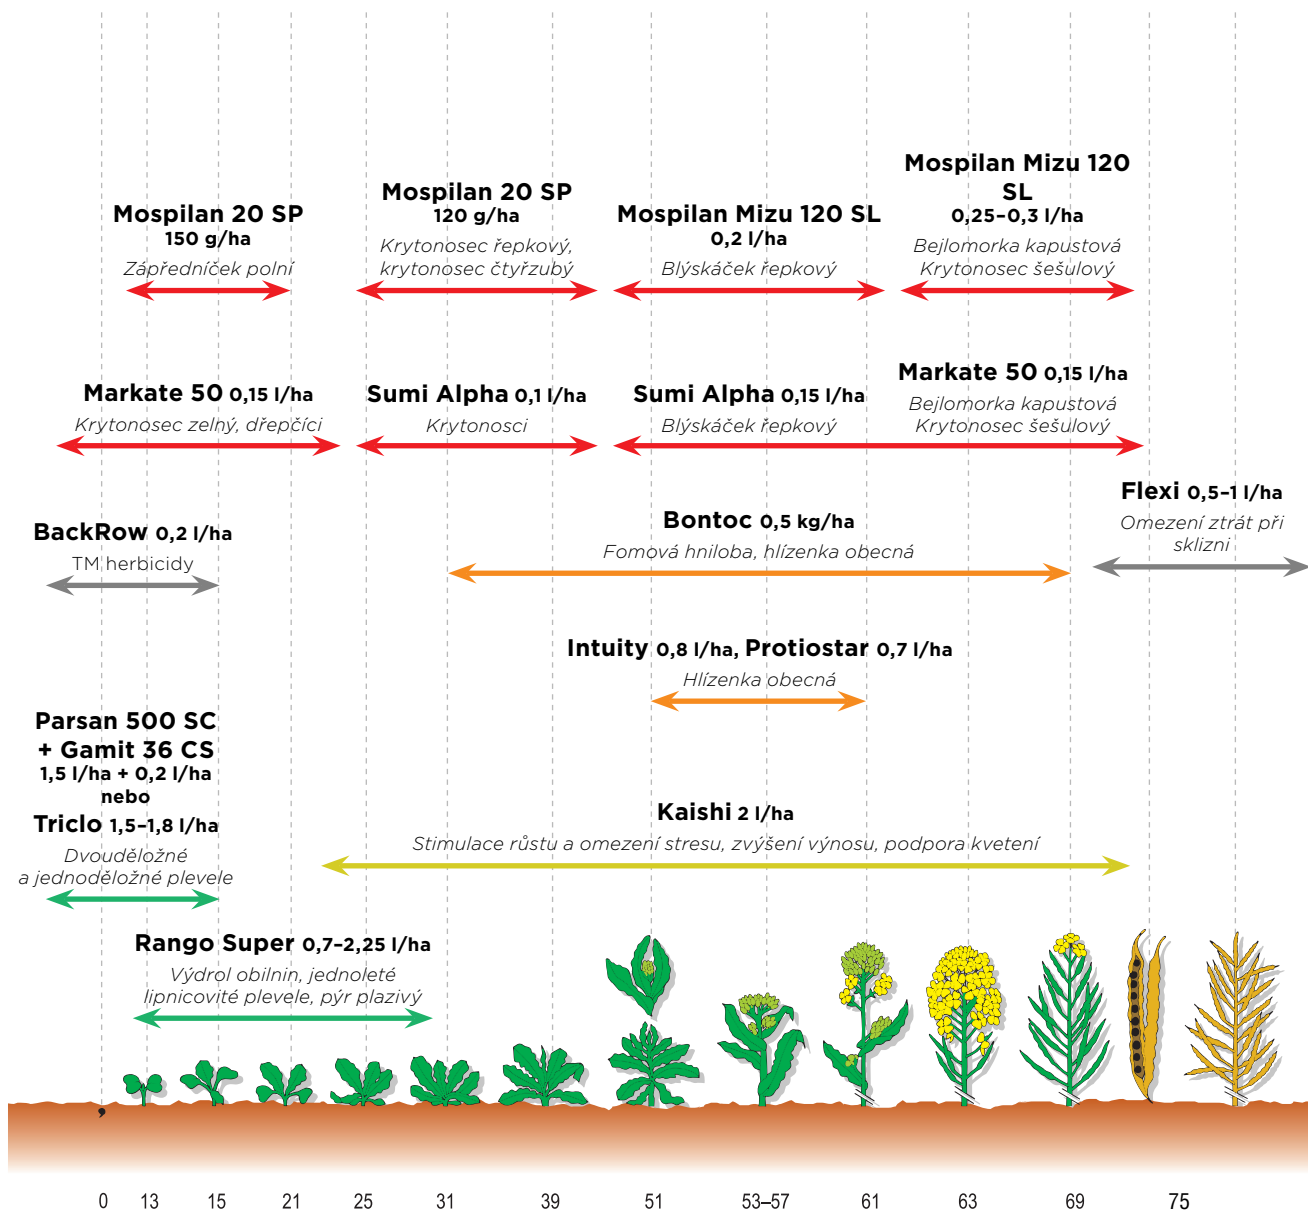 Mospilan 20 SP
150 g/ha
Zápředníček polní
Mospilan 20 SP
120 g/ha
Krytonosec řepkový,
krytonosec čtyřzubý
Mospilan Mizu 120 SL
0,2 l/ha
Blýskáček řepkový
Mospilan Mizu 120
SL
0,25–0,3 l/ha
Bejlomorka kapustová
Krytonosec šešulový
Markate 50 0,15 l/ha
Krytonosec zelný, dřepčíci
Sumi Alpha 0,1 l/ha
Krytonosci
Sumi Alpha 0,15 l/ha
Blýskáček řepkový
Markate 50 0,15 l/ha
Bejlomorka kapustová
Krytonosec šešulový
BackRow 0,2 l/ha
TM herbicidy
Bontoc 0,5 kg/ha
Fomová hniloba, hlízenka obecná
Flexi 0,5–1 l/ha
Omezení ztrát při
sklizni
Intuity 0,8 l/ha, Protiostar 0,7 l/ha
Hlízenka obecná
Parsan 500 SC
+ Gamit 36 CS
1,5 l/ha + 0,2 l/ha
nebo
Triclo 1,5–1,8 l/ha
Dvouděložné
a jednoděložné plevele
Kaishi 2 l/ha
Stimulace růstu a omezení stresu, zvýšení výnosu, podpora kvetení
Rango Super 0,7–2,25 l/ha
Výdrol obilnin, jednoleté
lipnicovité plevele, pýr plazivý
0 13 15 21 25 31 39 51 53–57 61 63 69 75